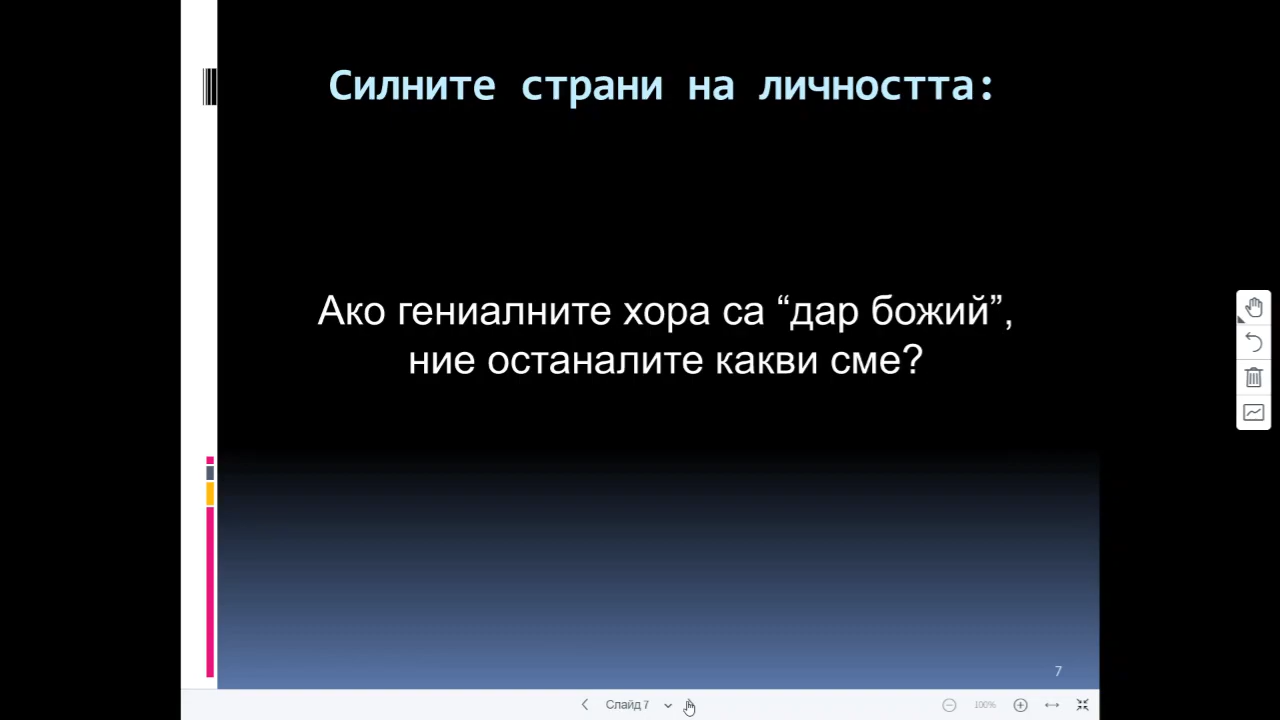 Силните страни на личността:
Ако гениалните хора са “дар божий”,
ние останалите какви сме?
7
Слайд 7
100%